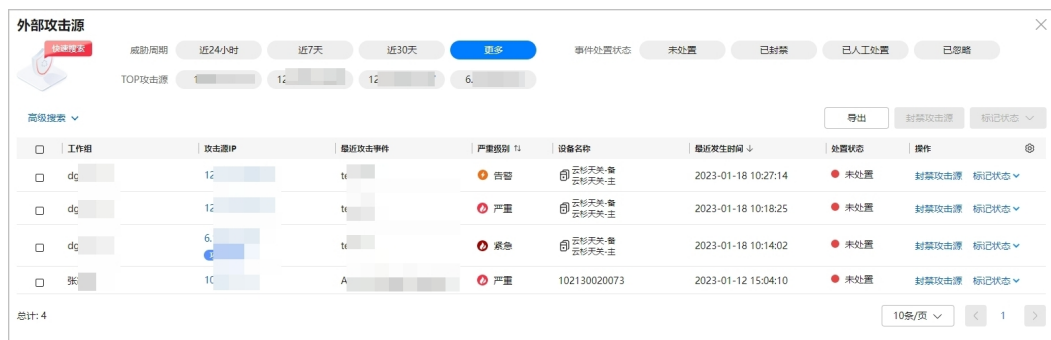 外部攻击源
快速搜索 威胁周期 近24小时 近7天 近30天 更多 事件处置状态 未处置 已封禁 已人工处置 已忽略
TOP攻击源 1 12 12 6.
高级搜索 导出 封禁攻击源 标记状态
工作组 攻击源IP 最近攻击事件 严重级别 设备名称 最近发生时间 处置状态 操作
dg 12 te 告警 云杉天关-备 2023-01-18 10:27:14 未处置 封禁攻击源 标记状态
云杉天关-主
dg 12 te 严重 云杉天关-备 2023-01-18 10:18:25 未处置 封禁攻击源 标记状态
云杉天关-主
dg 6. te 紧急 云杉天关-备 2023-01-18 10:14:02 未处置 封禁攻击源 标记状态
云杉天关-主
张 10 A 严重 102130020073 2023-01-12 15:04:10 未处置 封禁攻击源 标记状态
总计: 4 10条/页 1